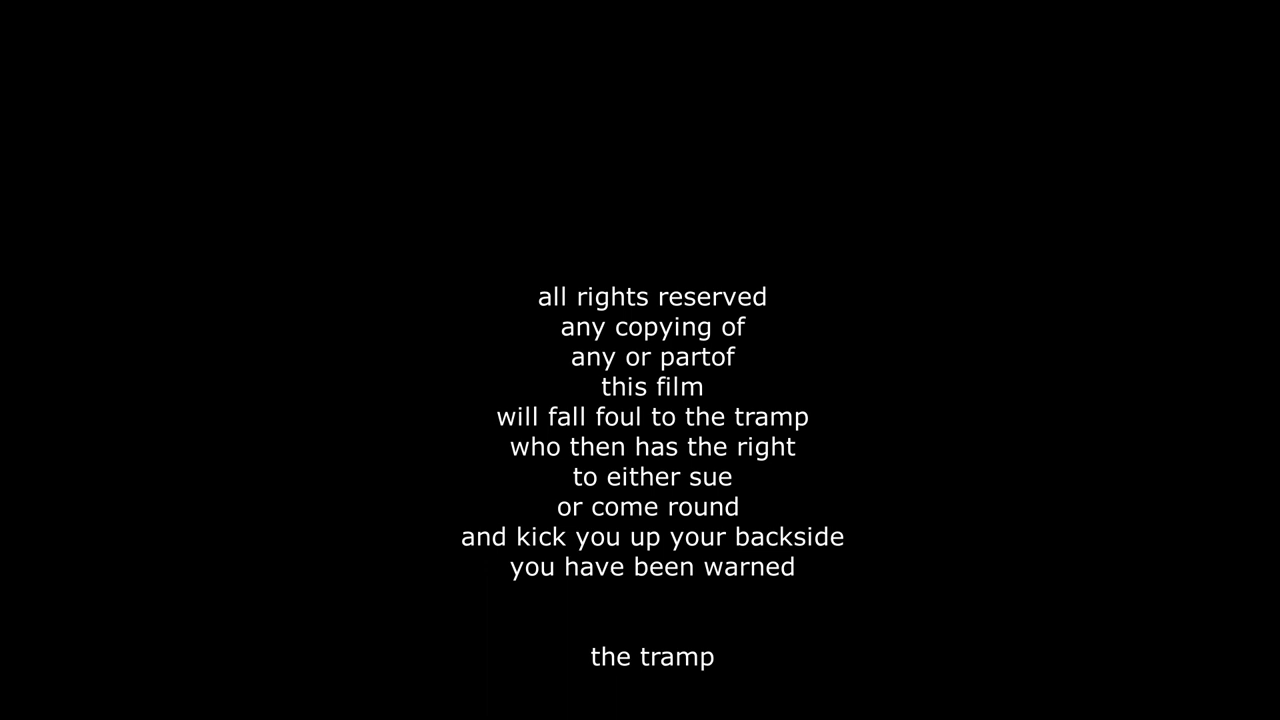 all rights reserved
any copying of
any or partof
this film
will fall foul to the tramp
who then has the right
to either sue
or come round
and kick you up your backside
you have been warned
the tramp